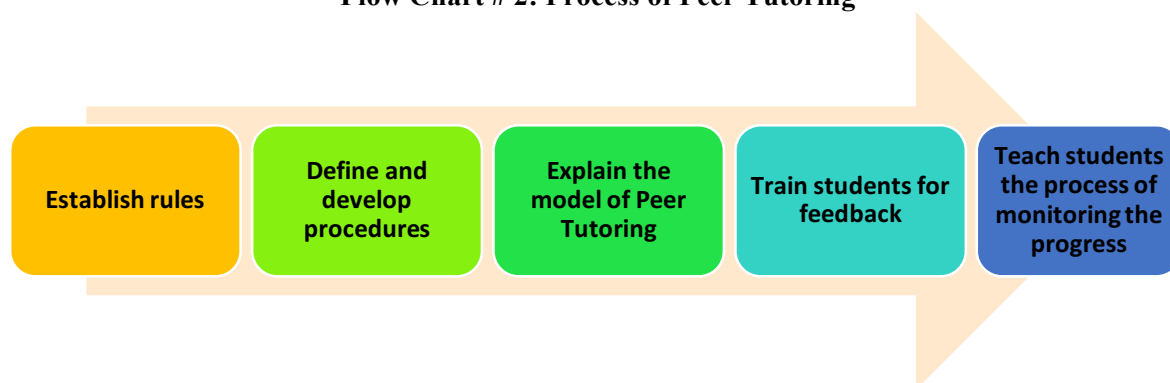 Flow Chart # 2: Process of Peer Tutoring
Establish rules
Define and
develop
procedures
Explain the
model of Peer
Tutoring
Train students for
feedback
Teach students
the process of
monitoring the
progress